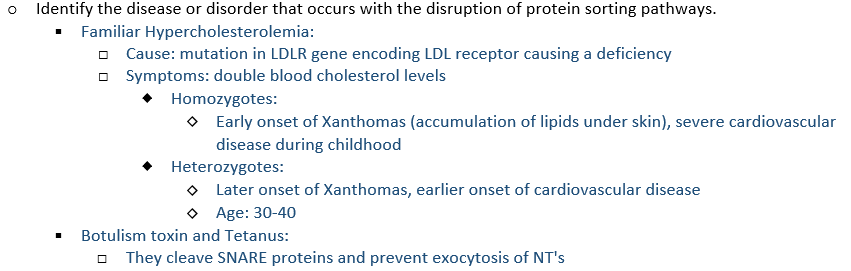 Identify the disease or disorder that occurs with the disruption of protein sorting pathways.
Familiar Hypercholesterolemia:
Cause: mutation in LDLR gene encoding LDL receptor causing a deficiency
Symptoms: double blood cholesterol levels
Homozygotes:
Early onset of Xanthomas (accumulation of lipids under skin), severe cardiovascular
disease during childhood
Heterozygotes:
Later onset of Xanthomas, earlier onset of cardiovascular disease
Age: 30-40
Botulism toxin and Tetanus:
They cleave SNARE proteins and prevent exocytosis of NT's